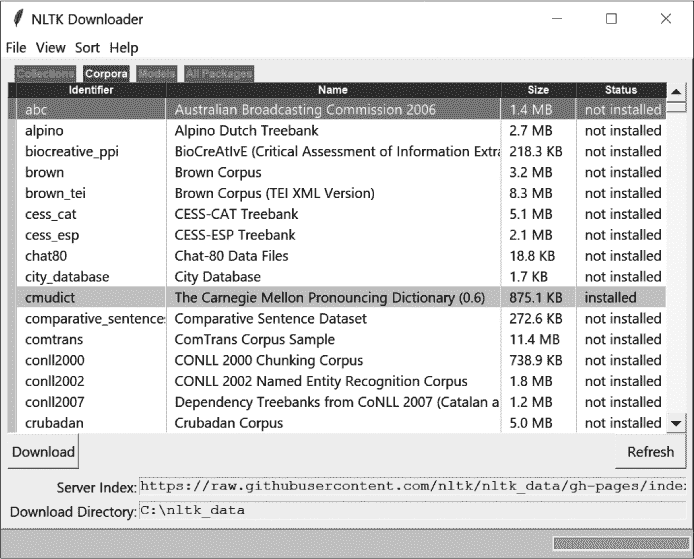 NLTK Downloader
File View Sort Help
Collections Corpora Models All Packages
Identifier Name Size Status
abc Australian Broadcasting Commission 2006 1.4 MB not installed
alpino Alpino Dutch Treebank 2.7 MB not installed
biocreative_ppi BioCreAtIvE (Critical Assessment of Information Extra 218.3 KB not installed
brown Brown Corpus 3.2 MB not installed
brown_tei Brown Corpus (TEI XML Version) 8.3 MB not installed
cess_cat CESS-CAT Treebank 5.1 MB not installed
cess_esp CESS-ESP Treebank 2.1 MB not installed
chat80 Chat-80 Data Files 18.8 KB not installed
city_database City Database 1.7 KB not installed
cmudict The Carnegie Mellon Pronouncing Dictionary (0.6) 875.1 KB installed
comparative_sentences Comparative Sentence Dataset 272.6 KB not installed
comtrans ComTrans Corpus Sample 11.4 MB not installed
conll2000 CONLL 2000 Chunking Corpus 738.9 KB not installed
conll2002 CONLL 2002 Named Entity Recognition Corpus 1.8 MB not installed
conll2007 Dependency Treebanks from CoNLL 2007 (Catalan a 1.2 MB not installed
crubadan Crubadan Corpus 5.0 MB not installed
Download Refresh
Server Index: https://raw.githubusercontent.com/nltk/nltk_data/gh-pages/index
Download Directory: C:\nltk_data